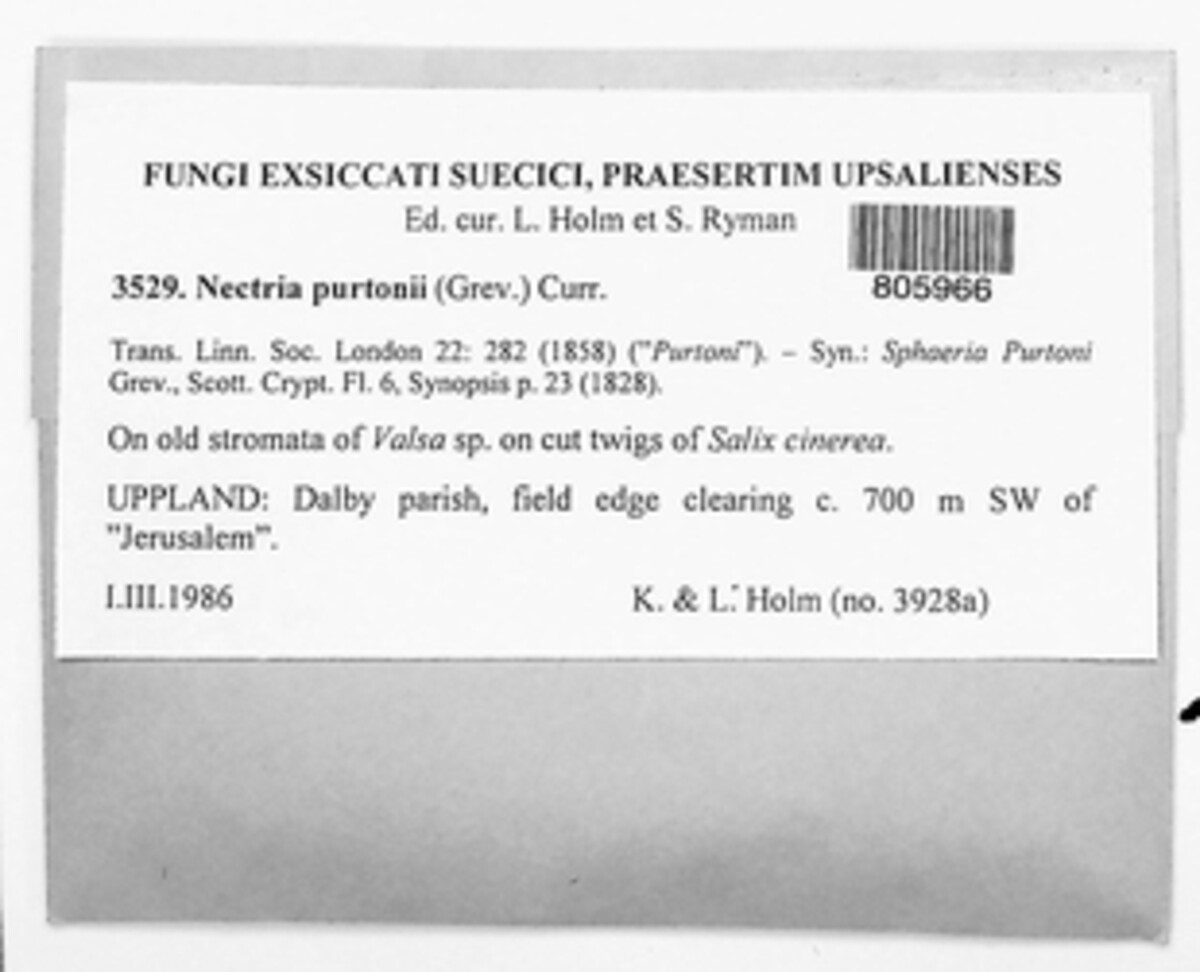 FUNGI EXSICCATI SUECICI, PRAESERTIM UPSALIENSES
Ed. cur. L. Holm et S. Ryman
805966
3529. Nectria purtonii (Grev.) Curr.
Trans. Linn. Soc. London 22: 282 (1858) ("Purtoni"). – Syn.: Sphaeria Purtoni
Grev., Scott. Crypt. Fl. 6, Synopsis p. 23 (1828).
On old stromata of Valsa sp. on cut twigs of Salix cinerea.
UPPLAND: Dalby parish, field edge clearing c. 700 m SW of
"Jerusalem".
I.III.1986 K. & L. Holm (no. 3928a)